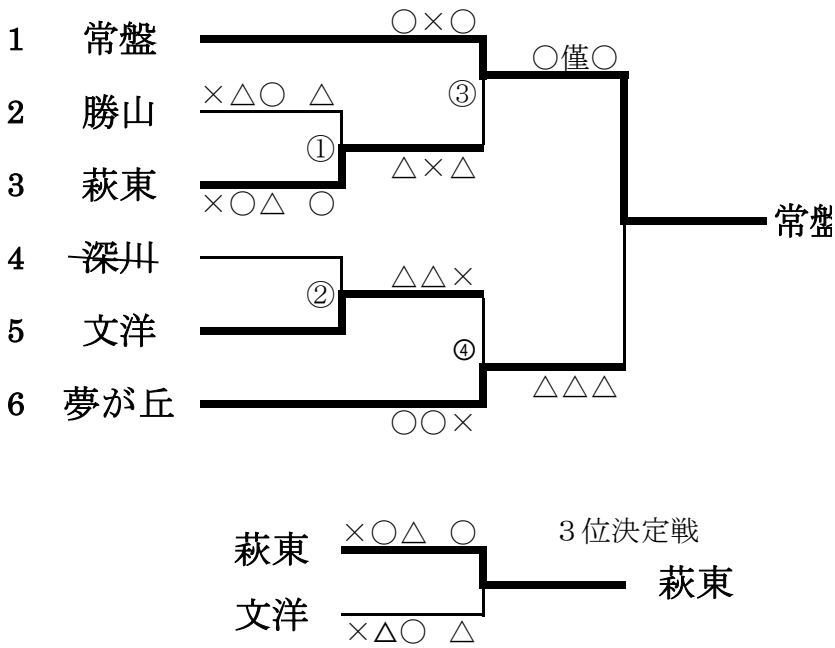 ○×○
1 常盤
○僅○
×△○ △
③
2 勝山
①
△×△
3 萩東
×○△ ○
常盤
4 深川
△△×
②
5 文洋
④
△△△
6 夢が丘
○○×
×○△ ○
3位決定戦
萩東
萩東
文洋
×△○ △